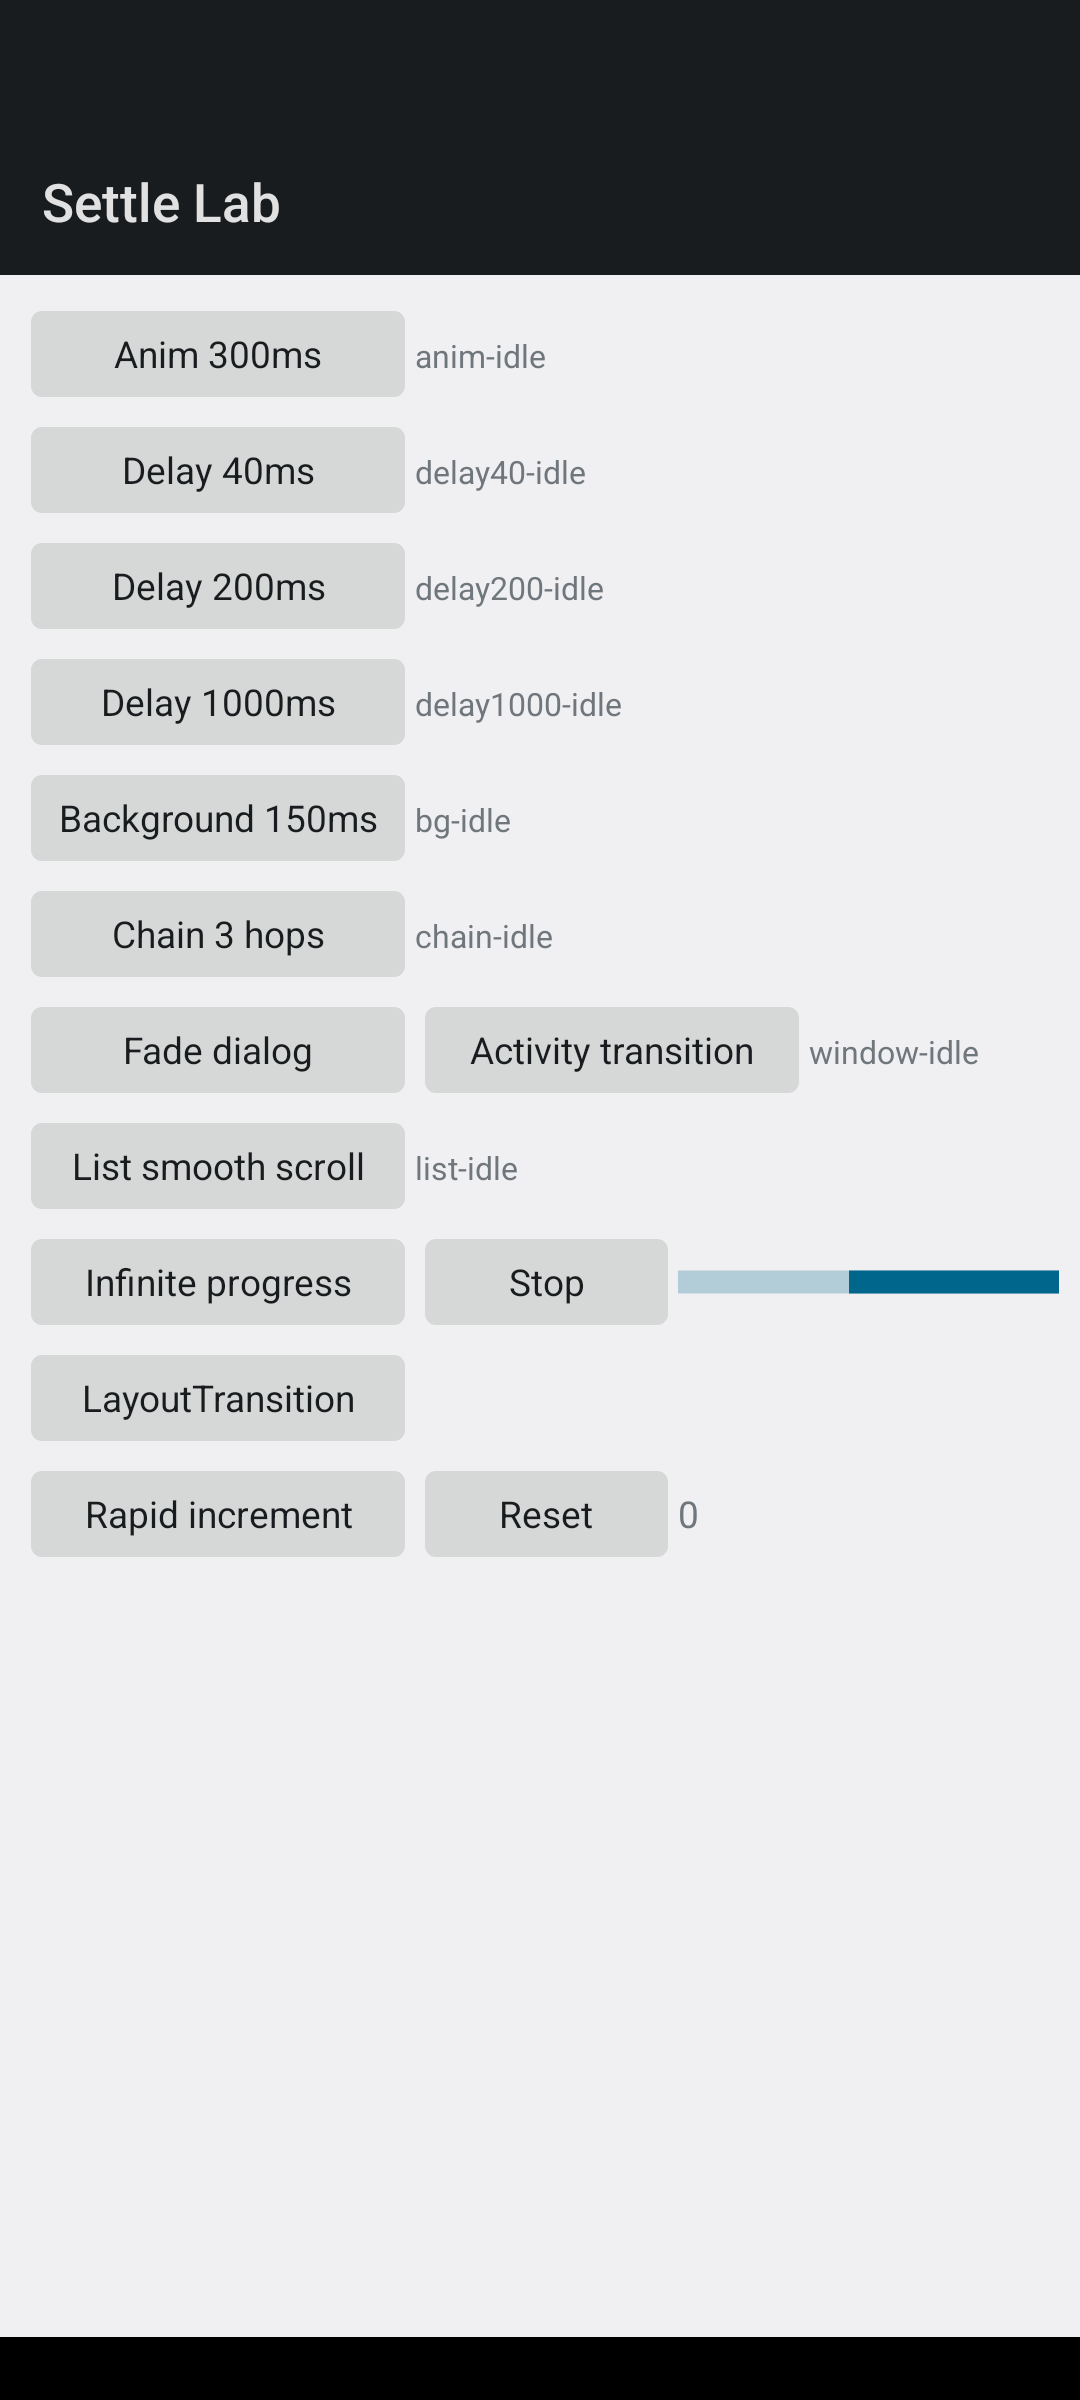 Settle Lab
Anim 300ms anim-idle
Delay 40ms delay40-idle
Delay 200ms delay200-idle
Delay 1000ms delay1000-idle
Background 150ms bg-idle
Chain 3 hops chain-idle
Fade dialog Activity transition window-idle
List smooth scroll list-idle
Infinite progress Stop
LayoutTransition
Rapid increment Reset 0